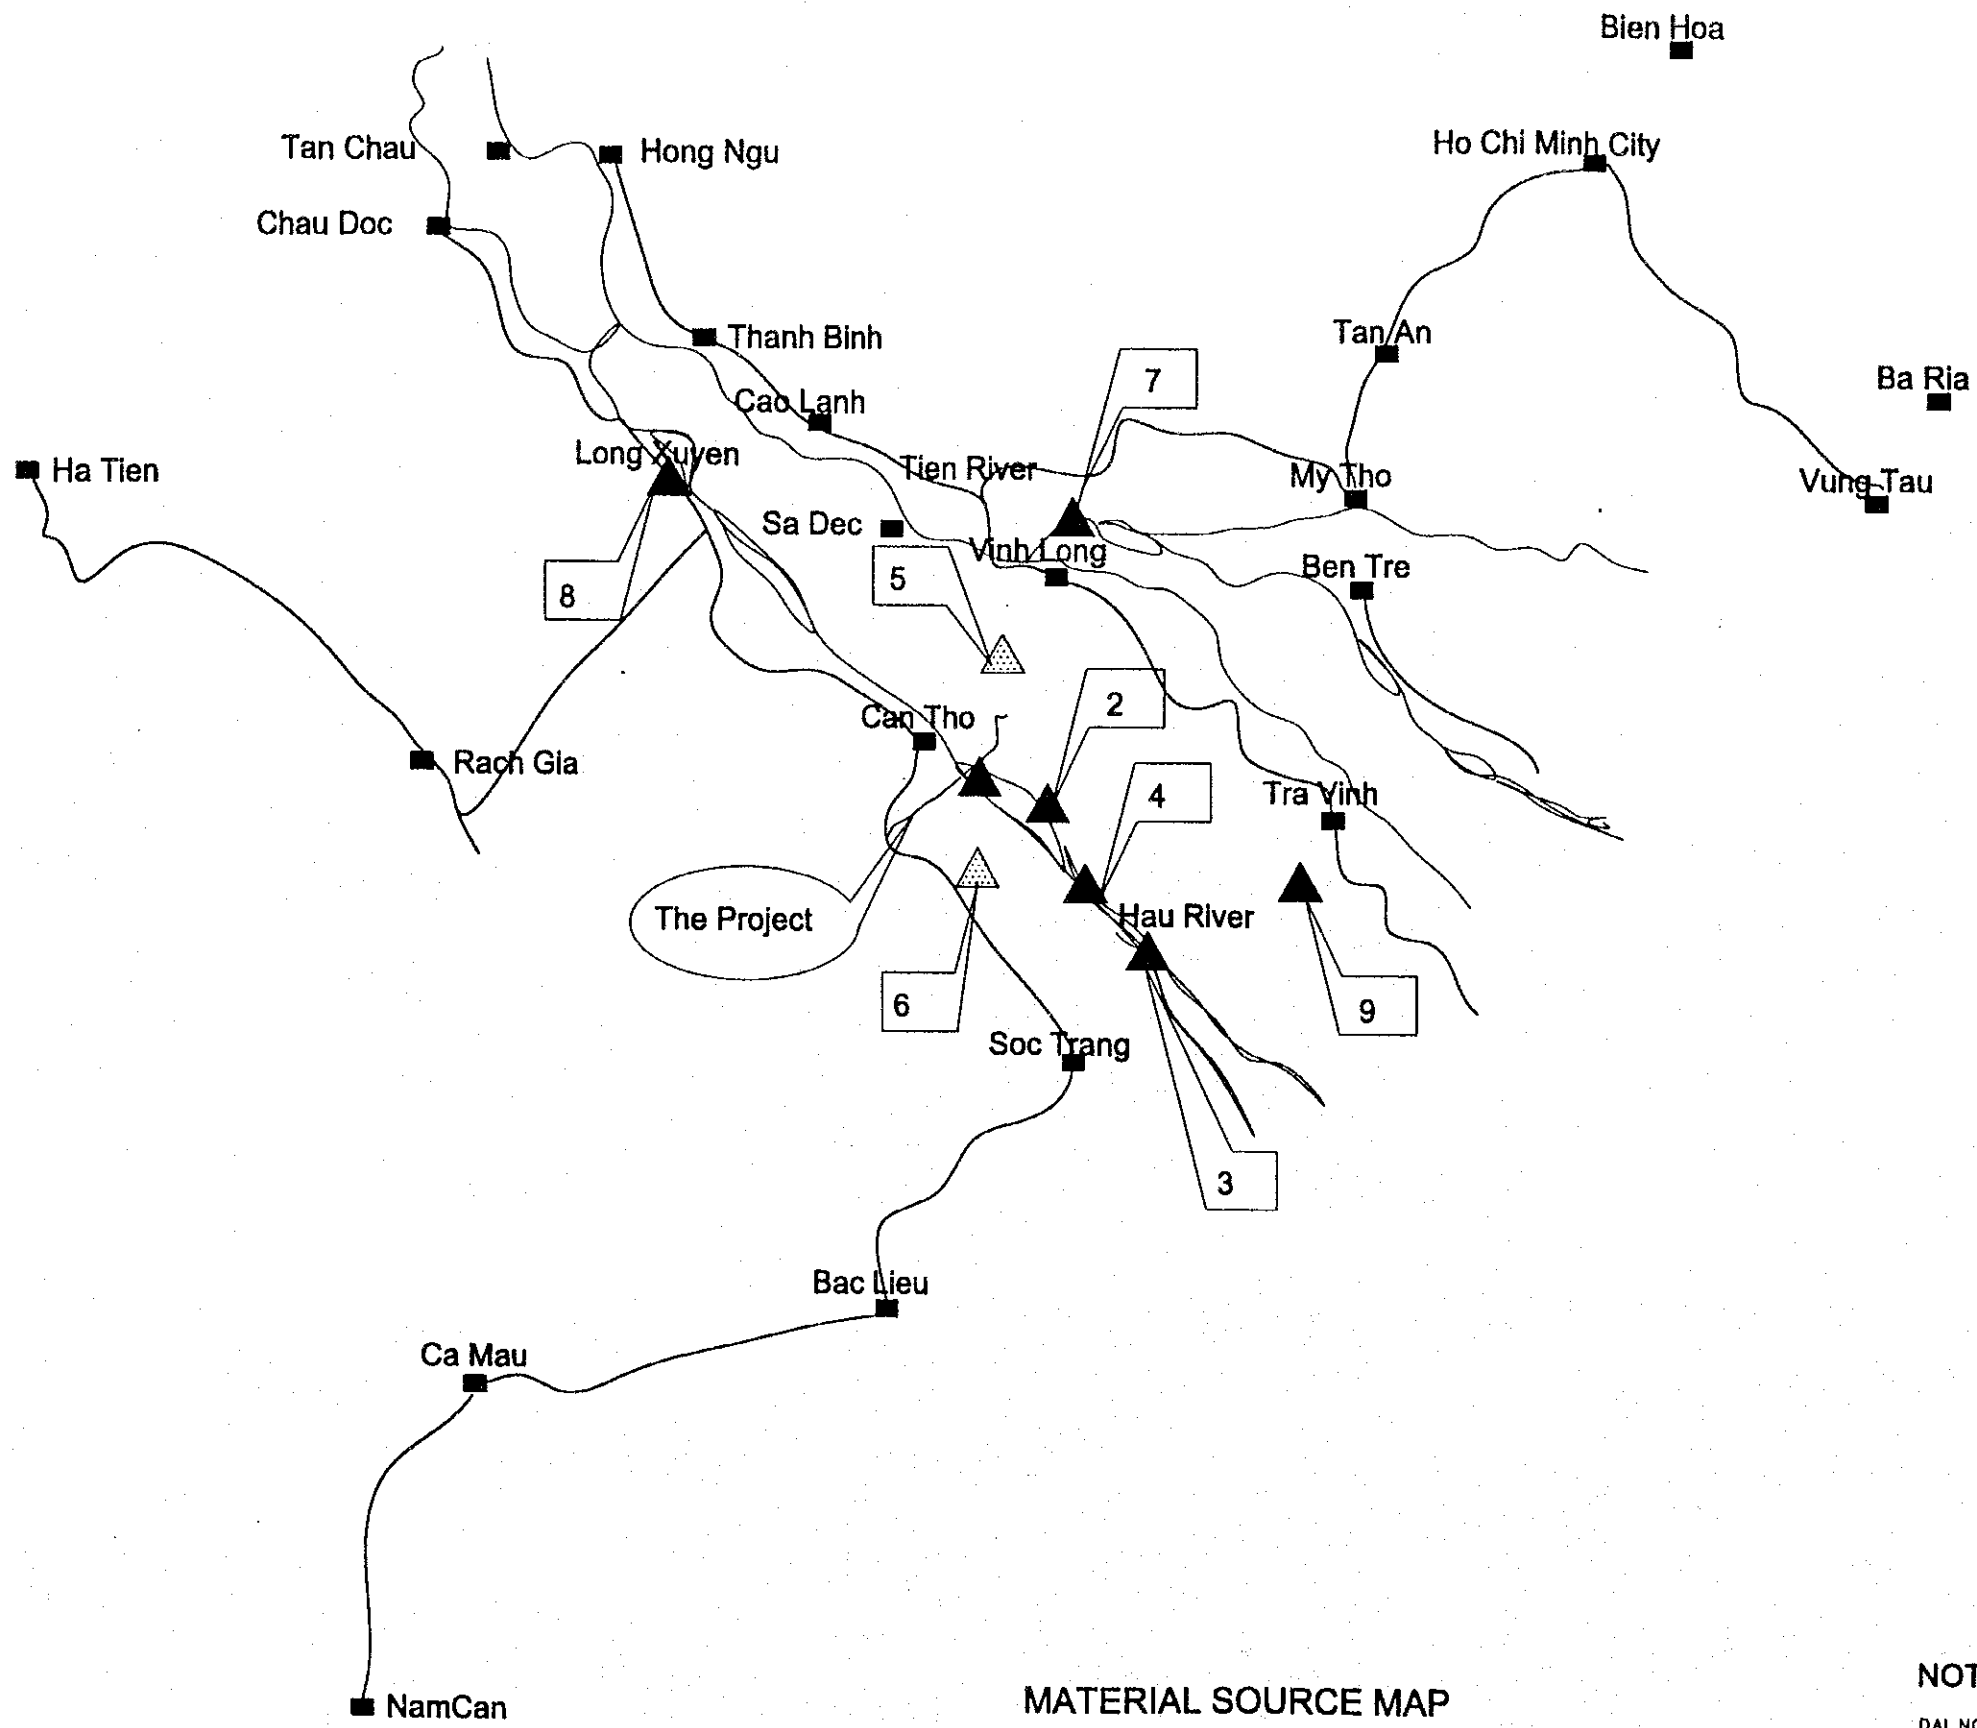 Bien Hoa
Ho Chi Minh City
Tan Chau
Hong Ngu
Chau Doc
Thanh Binh
Tan An
7
Ba Ria
Cao Lanh
Long Xuyen
Ha Tien
Tien River
My Tho
Vung Tau
Sa Dec
Vinh Long
Ben Tre
5
8
2
Can Tho
Rach Gia
4
Tra Vinh
The Project
Hau River
6
9
Soc Trang
3
Bac Lieu
Ca Mau
NamCan
MATERIAL SOURCE MAP
NOT